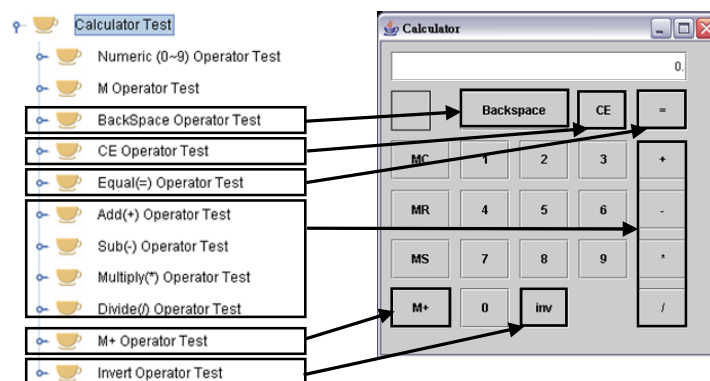 Calculator Test
Numeric (0~9) Operator Test
M Operator Test
BackSpace Operator Test
CE Operator Test
Equal(=) Operator Test
Add(+) Operator Test
Sub(-) Operator Test
Multiply(*) Operator Test
Divide(/) Operator Test
M+ Operator Test
Invert Operator Test
Calculator
0.
Backspace CE =
MC 1 2 3 +
MR 4 5 6 -
MS 7 8 9 *
M+ 0 inv /